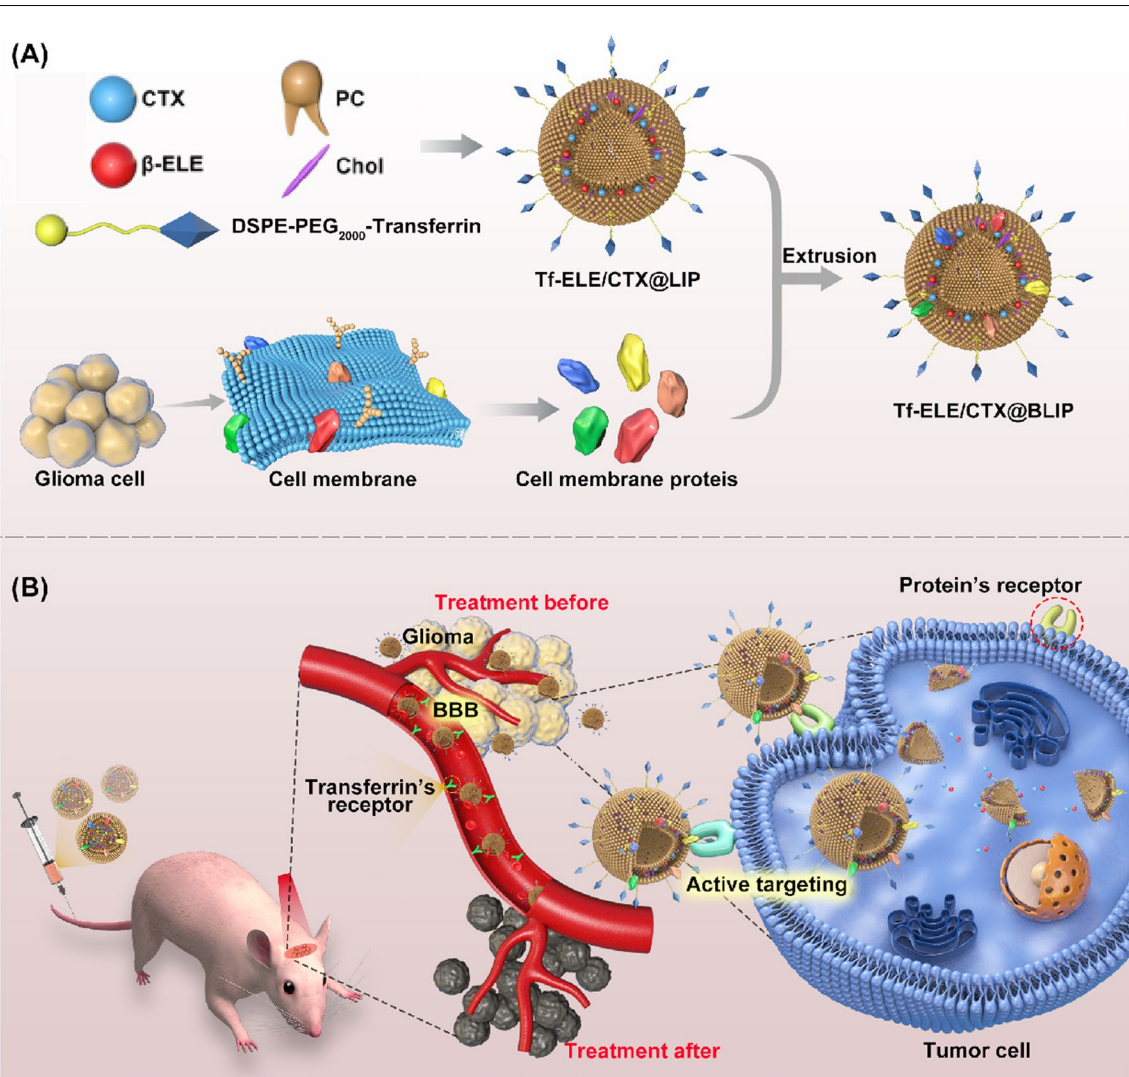 (A)
CTX
PC
β-ELE
Chol
DSPE-PEG2000-Transferrin
Tf-ELE/CTX@LIP
Extrusion
Tf-ELE/CTX@BLIP
Glioma cell
Cell membrane
Cell membrane proteis
(B)
Treatment before
Protein's receptor
Glioma
BBB
Transferrin's
receptor
Active targeting
Treatment after
Tumor cell